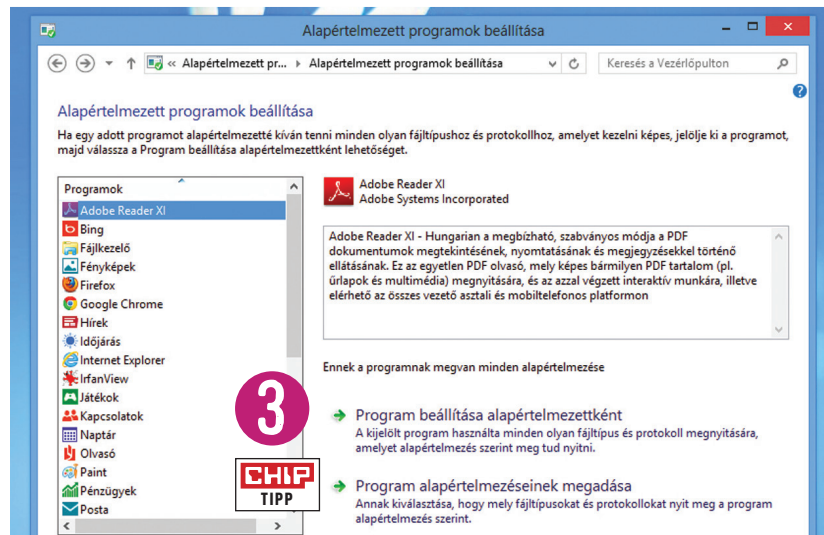 Alapértelmezett programok beállítása
« Alapértelmezett pr... Alapértelmezett programok beállítása
Keresés a Vezérlőpulton
?
Alapértelmezett programok beállítása
Ha egy adott programot alapértelmezetté kíván tenni minden olyan fájltípushoz és protokollhoz, amelyet kezelni képes, jelölje ki a programot,
majd válassza a Program beállítása alapértelmezettként lehetőséget.
Programok
Adobe Reader XI
Bing
Fájlkezelő
Fényképek
Firefox
Google Chrome
Hírek
Időjárás
Internet Explorer
IrfanView
Játékok
Kapcsolatok
Naptár
Olvasó
Paint
Pénzügyek
Posta
Adobe Reader XI
Adobe Systems Incorporated
Adobe Reader XI - Hungarian a megbízható, szabványos módja a PDF
dokumentumok megtekintésének, nyomtatásának és megjegyzésekkel történő
ellátásának. Ez az egyetlen PDF olvasó, mely képes bármilyen PDF tartalom (pl.
űrlapok és multimédia) megnyitására, és az azzal végzett interaktív munkára, illetve
elérhető az összes vezető asztali és mobiltelefonos platformon
Ennek a programnak megvan minden alapértelmezése
Program beállítása alapértelmezettként
A kijelölt program használta minden olyan fájltípus és protokoll megnyitására,
amelyet alapértelmezés szerint meg tud nyitni.
Program alapértelmezéseinek megadása
Annak kiválasztása, hogy mely fájltípusokat és protokollokat nyit meg a program
alapértelmezés szerint.
3
CHIP
TIPP